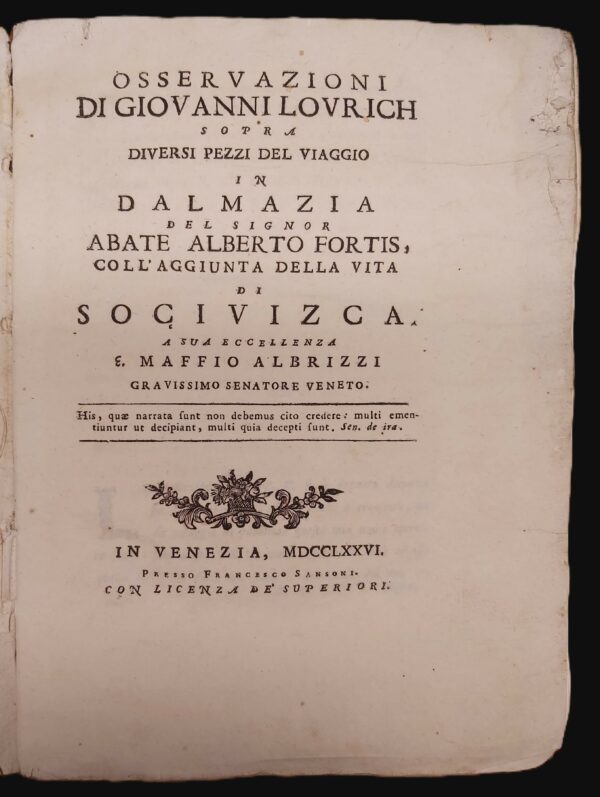 OSSERVAZIONI
DI GIOVANNI LOVRICH
SOPRA
DIVERSI PEZZI DEL VIAGGIO
IN
DALMAZIA
DEL SIGNOR
ABATE ALBERTO FORTIS,
COLL'AGGIUNTA DELLA VITA
DI
SOÇIVIZCA.
A SUA ECCELLENZA
E. MAFFIO ALBRIZZI
GRAVISSIMO SENATORE VENETO.
His, quæ narrata sunt non debemus cito credere: multi emen-
tiuntur ut decipiant, multi quia decepti sunt. Sen. de ira.
IN VENEZIA, MDCCLXXVI.
PRESSO FRANCESCO SANSONI.
CON LICENZA DE' SUPERIORI.